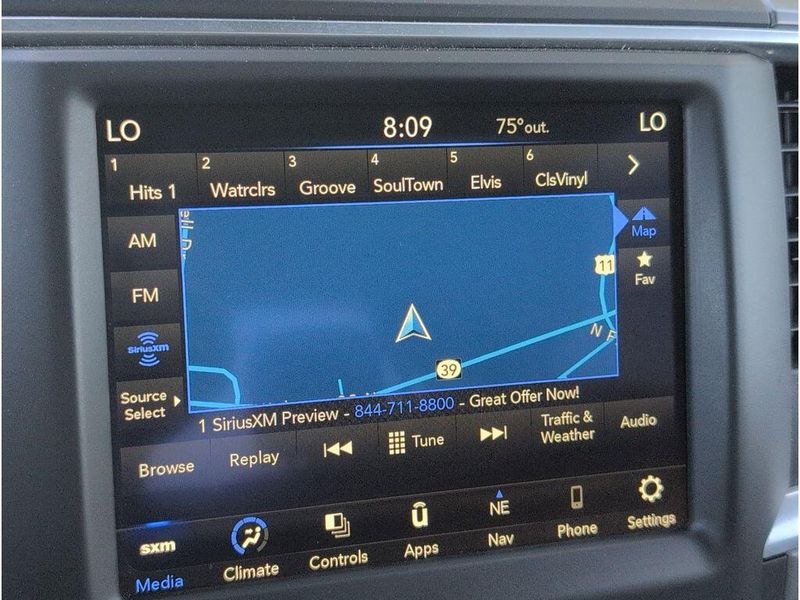 LO 8:09 75°out. LO
1 2 3 4 5 6
Hits 1 Watrclrs Groove SoulTown Elvis ClsVinyl
AM
Map
FM
11
Fav
SiriusXM
N F
39
Source
Select
1 SiriusXM Preview - 844-711-8800 - Great Offer Now!
Browse Replay Tune Traffic & Audio
Weather
sxm NE
Media Climate Controls Apps Nav Phone Settings